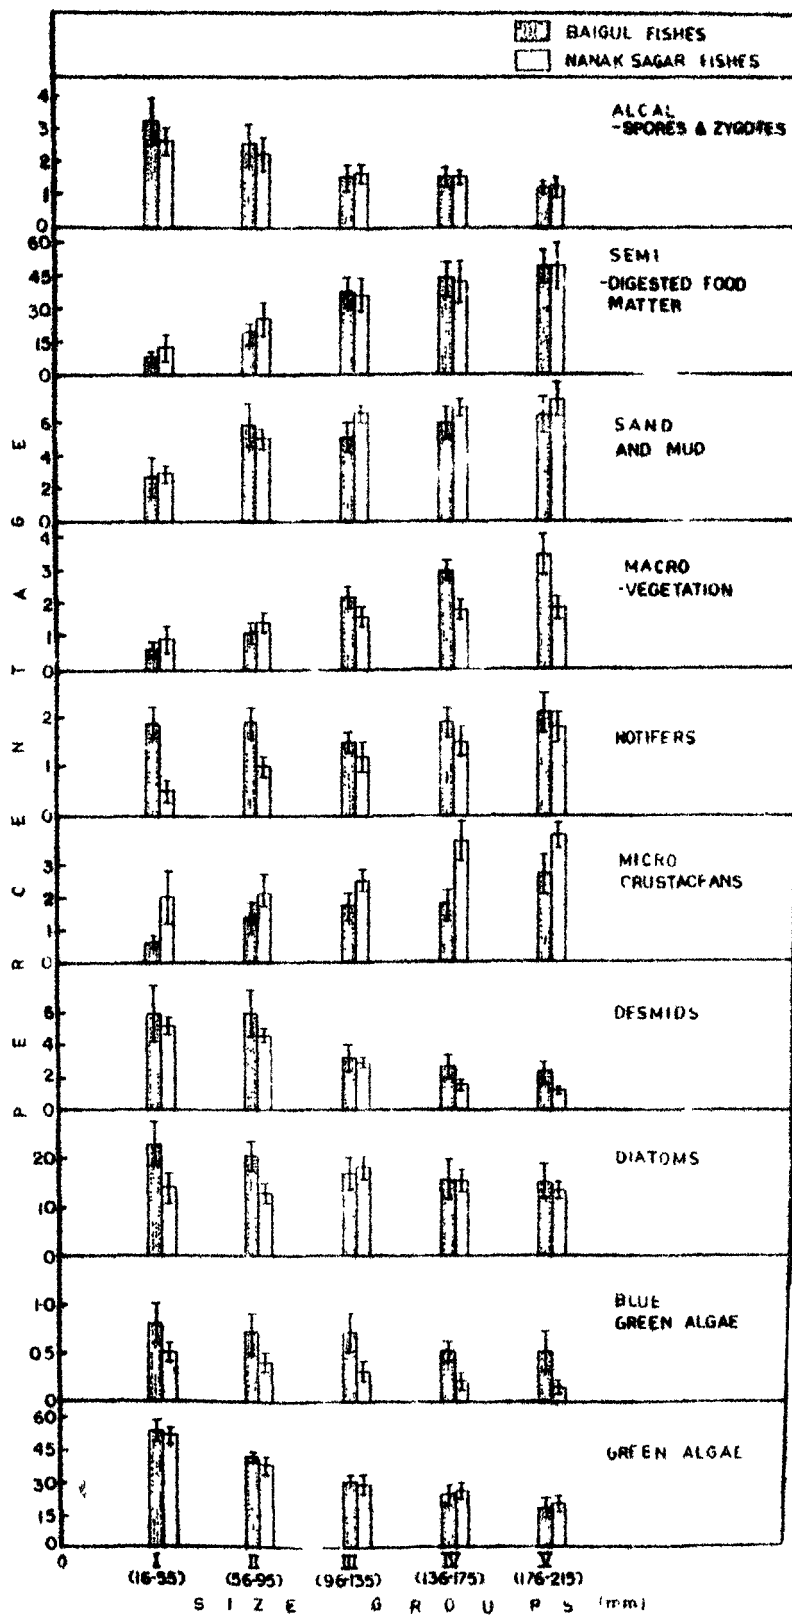 BAIGUL FISHES
NANAK SAGAR FISHES
ALCAL
-SPORES & ZYGOTES
4
3
2
1
0
SEMI
-DIGESTED FOOD
MATTER
60
45
30
15
0
SAND
AND MUD
6
4
2
0
MACRO
-VEGETATION
4
3
2
1
0
ROTIFERS
2
1
0
MICRO
CRUSTACEANS
3
2
1
0
DESMIDS
6
4
2
0
DIATOMS
20
10
0
BLUE
GREEN ALGAE
1.0
0.5
0
GREEN ALGAE
60
45
30
15
0
PERCENTAGE
0 I II III IV V
(16-55) (56-95) (96-135) (136-175) (176-215)
SIZE GROUPS (mm)